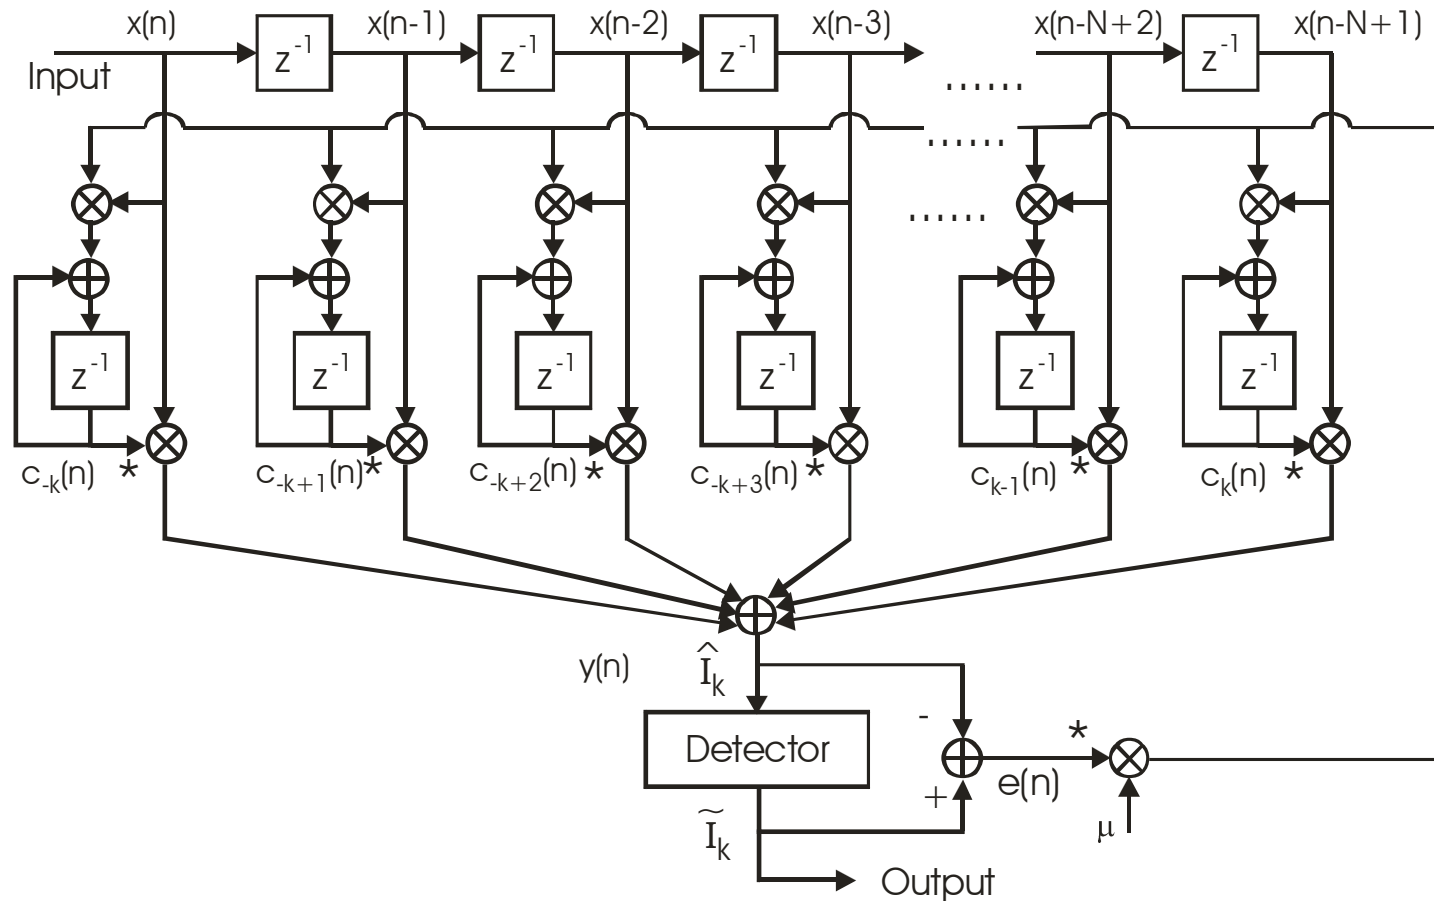 x(n) x(n-1) x(n-2) x(n-3) x(n-N+2) x(n-N+1)
z⁻¹ z⁻¹ z⁻¹ z⁻¹
Input
......
......
......
z⁻¹ z⁻¹ z⁻¹ z⁻¹ z⁻¹ z⁻¹
c₋ₖ(n) * c₋ₖ₊₁(n) * c₋ₖ₊₂(n) * c₋ₖ₊₃(n) * cₖ₋₁(n) * cₖ(n) *
y(n) Îₖ
-
*
Detector
e(n)
+
μ
Ĩₖ
Output